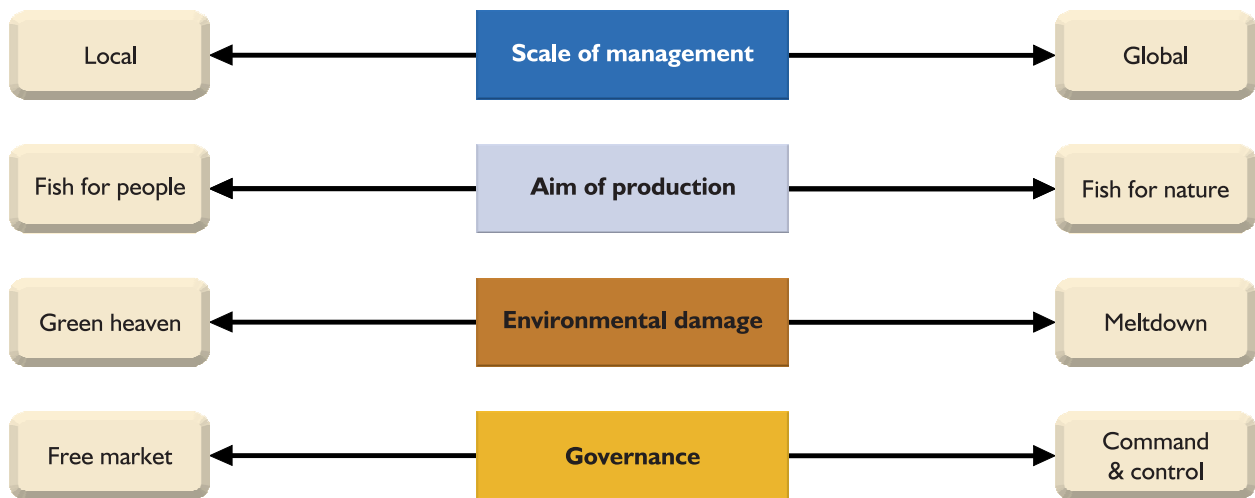 Local
Scale of management
Global
Fish for people
Aim of production
Fish for nature
Green heaven
Environmental damage
Meltdown
Free market
Governance
Command
& control